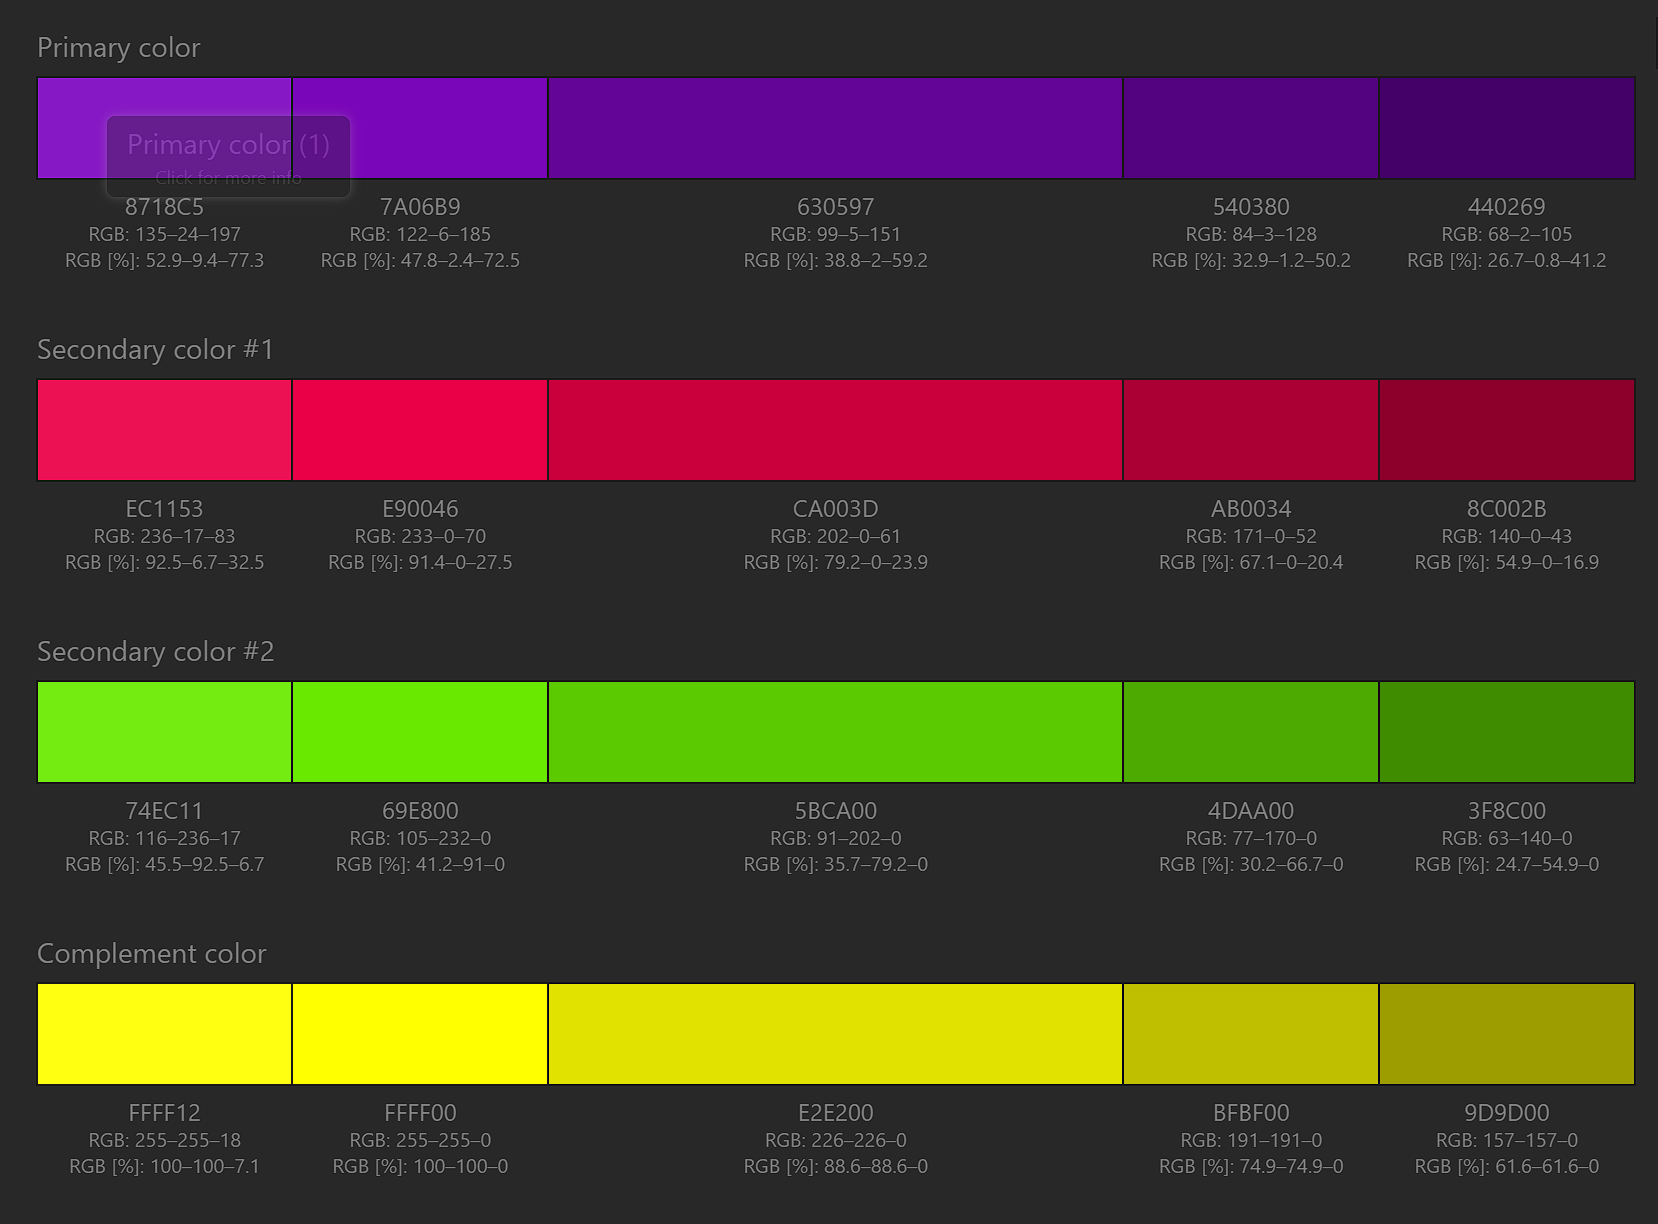 Primary color
Primary color (1)
Click for more info
8718C5 7A06B9 630597 540380 440269
RGB: 135–24–197 RGB: 122–6–185 RGB: 99–5–151 RGB: 84–3–128 RGB: 68–2–105
RGB [%]: 52.9–9.4–77.3 RGB [%]: 47.8–2.4–72.5 RGB [%]: 38.8–2–59.2 RGB [%]: 32.9–1.2–50.2 RGB [%]: 26.7–0.8–41.2
Secondary color #1
EC1153 E90046 CA003D AB0034 8C002B
RGB: 236–17–83 RGB: 233–0–70 RGB: 202–0–61 RGB: 171–0–52 RGB: 140–0–43
RGB [%]: 92.5–6.7–32.5 RGB [%]: 91.4–0–27.5 RGB [%]: 79.2–0–23.9 RGB [%]: 67.1–0–20.4 RGB [%]: 54.9–0–16.9
Secondary color #2
74EC11 69E800 5BCA00 4DAA00 3F8C00
RGB: 116–236–17 RGB: 105–232–0 RGB: 91–202–0 RGB: 77–170–0 RGB: 63–140–0
RGB [%]: 45.5–92.5–6.7 RGB [%]: 41.2–91–0 RGB [%]: 35.7–79.2–0 RGB [%]: 30.2–66.7–0 RGB [%]: 24.7–54.9–0
Complement color
FFFF12 FFFF00 E2E200 BFBF00 9D9D00
RGB: 255–255–18 RGB: 255–255–0 RGB: 226–226–0 RGB: 191–191–0 RGB: 157–157–0
RGB [%]: 100–100–7.1 RGB [%]: 100–100–0 RGB [%]: 88.6–88.6–0 RGB [%]: 74.9–74.9–0 RGB [%]: 61.6–61.6–0